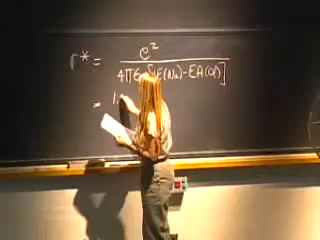 r* = e² / 4πε₀[IE(Na)-EA(Cl)]
=